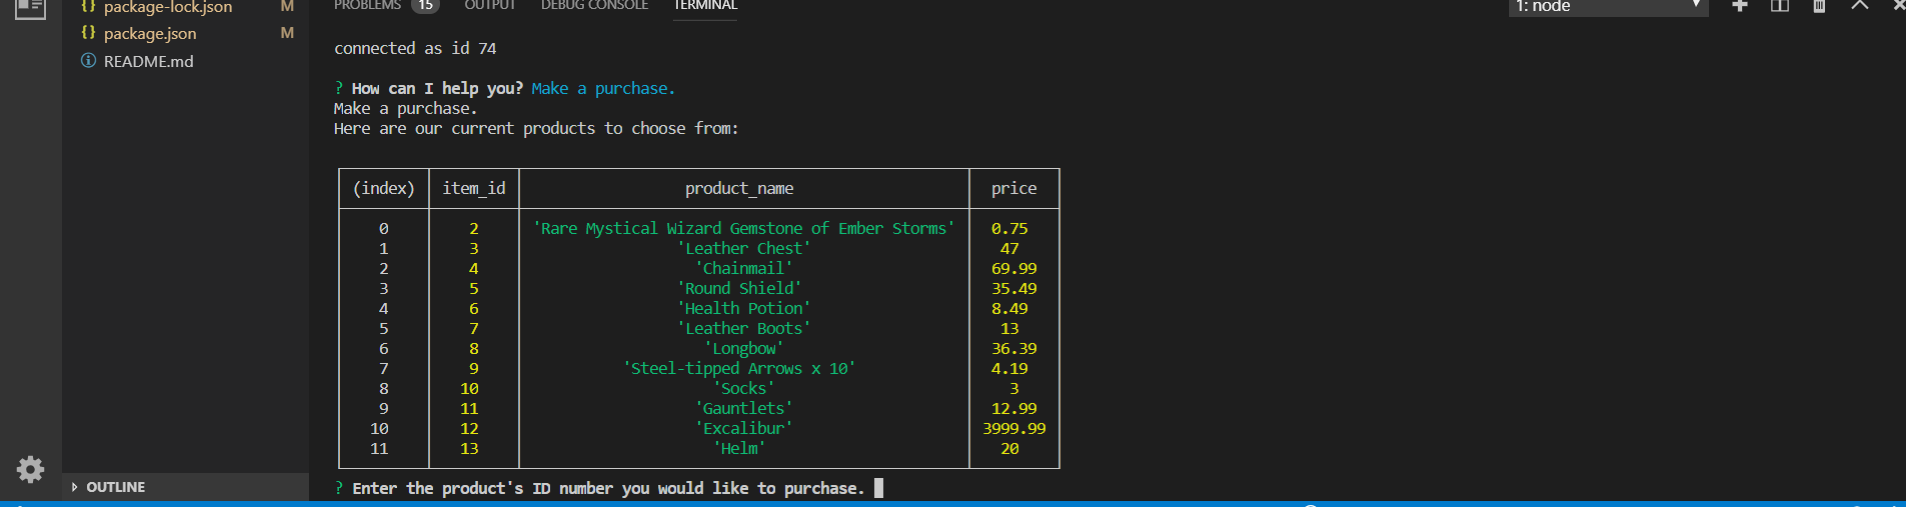 {} package-lock.json M
{} package.json M
README.md
OUTLINE
PROBLEMS 15 OUTPUT DEBUG CONSOLE TERMINAL 1: node
connected as id 74
? How can I help you? Make a purchase.
Make a purchase.
Here are our current products to choose from:
(index) item_id product_name price
0 2 'Rare Mystical Wizard Gemstone of Ember Storms' 0.75
1 3 'Leather Chest' 47
2 4 'Chainmail' 69.99
3 5 'Round Shield' 35.49
4 6 'Health Potion' 8.49
5 7 'Leather Boots' 13
6 8 'Longbow' 36.39
7 9 'Steel-tipped Arrows x 10' 4.19
8 10 'Socks' 3
9 11 'Gauntlets' 12.99
10 12 'Excalibur' 3999.99
11 13 'Helm' 20
? Enter the product's ID number you would like to purchase.